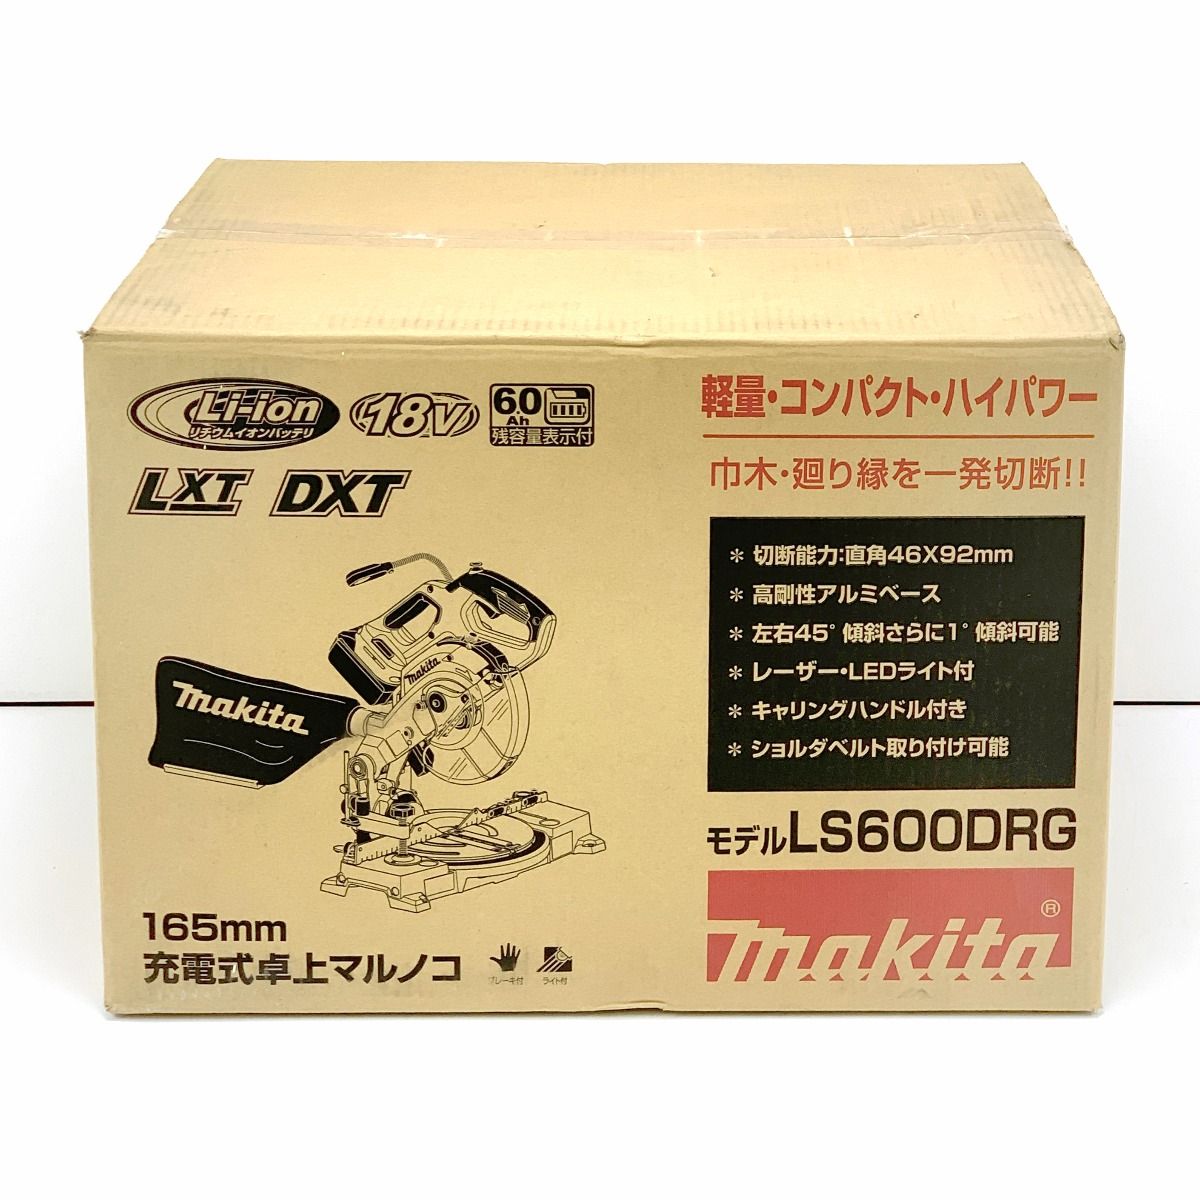 Li-ion
リチウムイオンバッテリ
18V
6.0
Ah
残容量表示付
LXT DXT
makita
makita
165mm
充電式卓上マルノコ
ブレーキ付
ライト付
軽量・コンパクト・ハイパワー
巾木・廻り縁を一発切断!!
＊ 切断能力:直角46X92mm
＊ 高剛性アルミベース
＊ 左右45°傾斜さらに1°傾斜可能
＊ レーザー・LEDライト付
＊ キャリングハンドル付き
＊ ショルダベルト取り付け可能
モデルLS600DRG
makita®